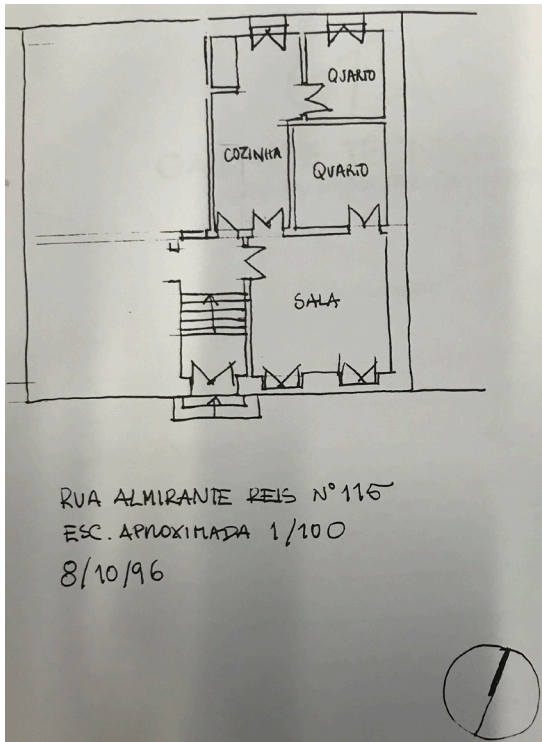 QUARTO
COZINHA
QUARTO
SALA
RUA ALMIRANTE REIS Nº 115
ESC. APROXIMADA 1/100
8/10/96